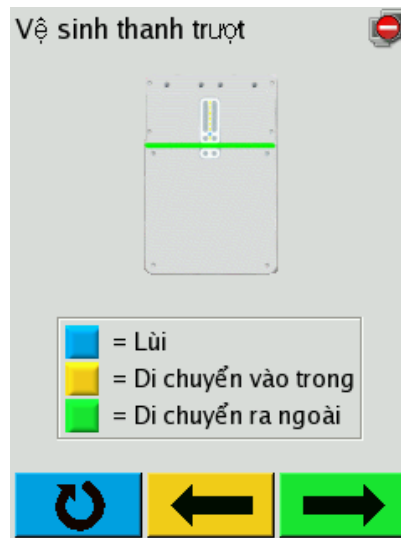 Vệ sinh thanh trượt
= Lùi
= Di chuyển vào trong
= Di chuyển ra ngoài